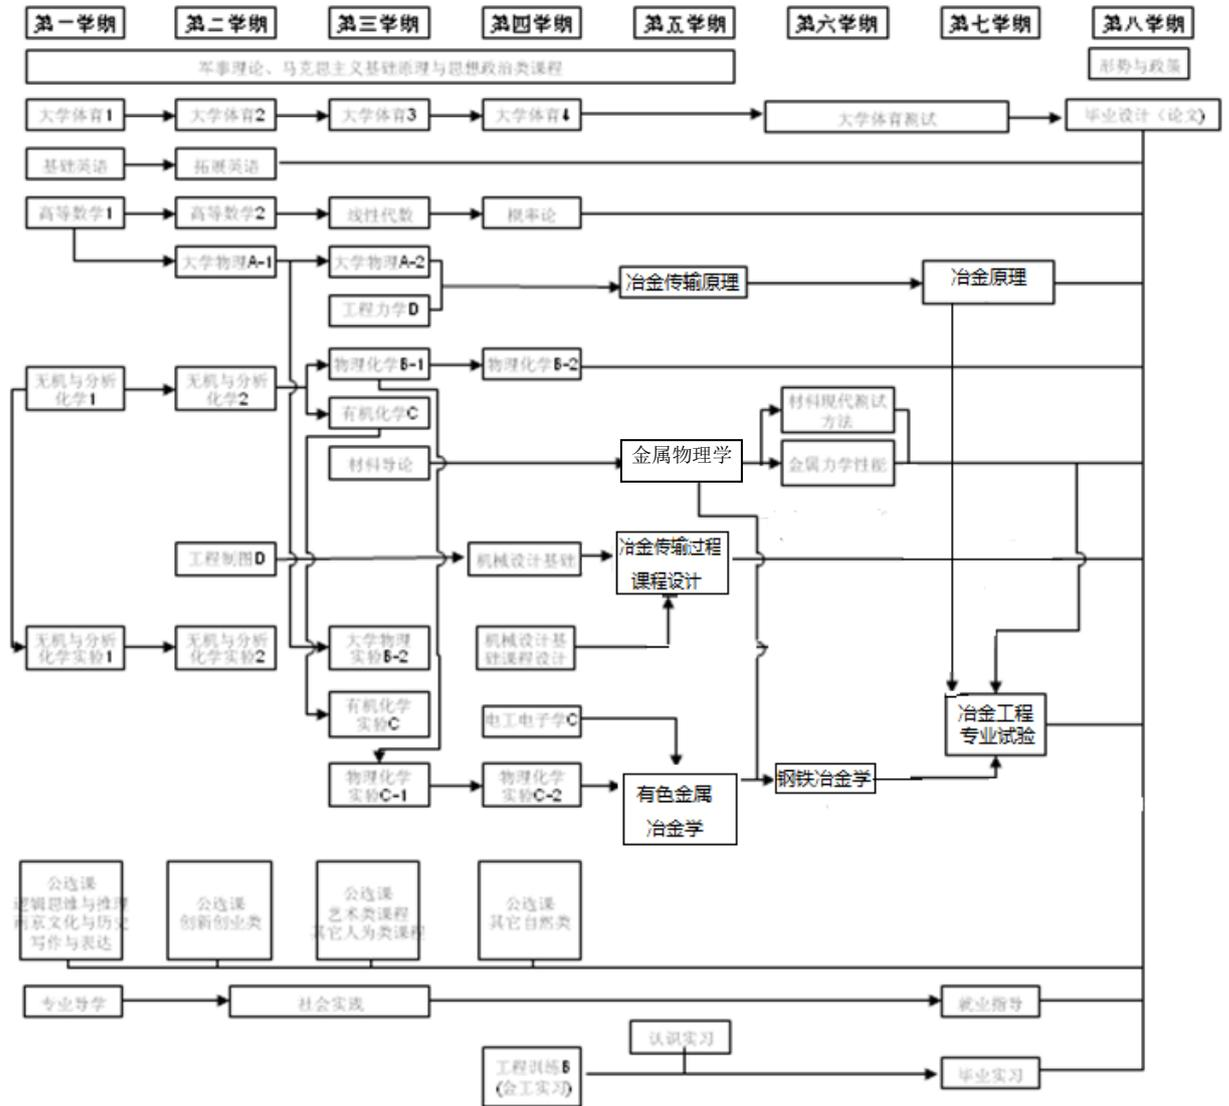 第一学期
第二学期
第三学期
第四学期
第五学期
第六学期
第七学期
第八学期
军事理论、马克思主义基础原理与思想政治类课程
形势与政策
大学体育1
大学体育2
大学体育3
大学体育4
大学体育测试
毕业设计（论文）
基础英语
拓展英语
高等数学1
高等数学2
线性代数
概率论
大学物理A-1
大学物理A-2
冶金传输原理
冶金原理
工程力学D
物理化学B-1
物理化学B-2
无机与分析
化学1
无机与分析
化学2
有机化学C
材料现代测试
方法
材料导论
金属物理学
金属力学性能
工程制图D
机械设计基础
冶金传输过程
课程设计
无机与分析
化学实验1
无机与分析
化学实验2
大学物理
实验B-2
机械设计基
础课程设计
有机化学
实验C
电工电子学C
冶金工程
专业试验
物理化学
实验C-1
物理化学
实验C-2
有色金属
冶金学
钢铁冶金学
公选课
逻辑思维与推理
南京文化与历史
写作与表达
公选课
创新创业类
公选课
艺术类课程
其它人为类课程
公选课
其它自然类
专业导学
社会实践
就业指导
认识实习
工程训练B
(金工实习)
毕业实习